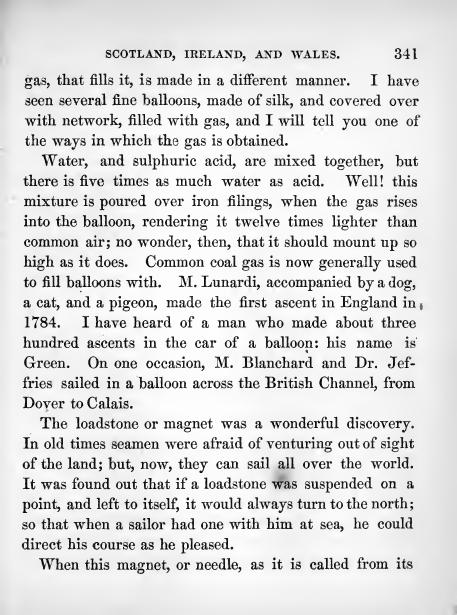 SCOTLAND, IRELAND, AND WALES. 341
gas, that fills it, is made in a different manner. I have
seen several fine balloons, made of silk, and covered over
with network, filled with gas, and I will tell you one of
the ways in which the gas is obtained.
Water, and sulphuric acid, are mixed together, but
there is five times as much water as acid. Well! this
mixture is poured over iron filings, when the gas rises
into the balloon, rendering it twelve times lighter than
common air; no wonder, then, that it should mount up so
high as it does. Common coal gas is now generally used
to fill balloons with. M. Lunardi, accompanied by a dog,
a cat, and a pigeon, made the first ascent in England in
1784. I have heard of a man who made about three
hundred ascents in the car of a balloon: his name is
Green. On one occasion, M. Blanchard and Dr. Jef-
fries sailed in a balloon across the British Channel, from
Dover to Calais.
The loadstone or magnet was a wonderful discovery.
In old times seamen were afraid of venturing out of sight
of the land; but, now, they can sail all over the world.
It was found out that if a loadstone was suspended on a
point, and left to itself, it would always turn to the north;
so that when a sailor had one with him at sea, he could
direct his course as he pleased.
When this magnet, or needle, as it is called from its